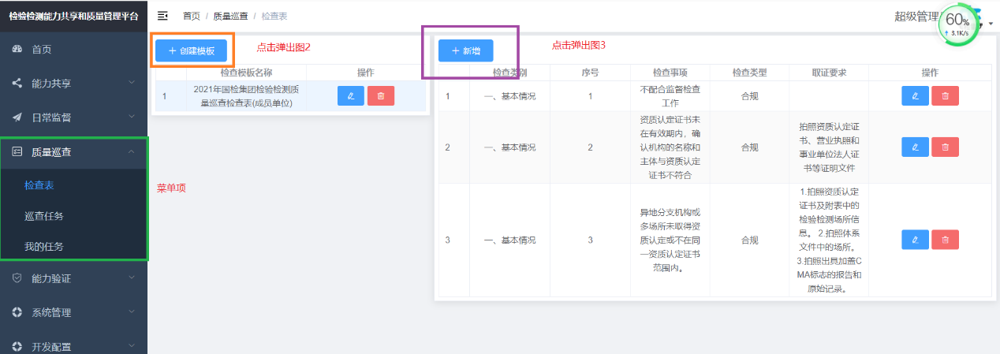 检验检测能力共享和质量管理平台
首页 / 质量巡查 / 检查表
超级管理
60%
3.1K/s
首页
能力共享
日常监督
质量巡查
检查表
巡查任务
我的任务
能力验证
系统管理
开发配置
菜单项
+ 创建模板
点击弹出图2
检查模板名称 操作
1
2021年国检集团检验检测质
量巡查检查表(成员单位)
+ 新增
点击弹出图3
检查类别 序号 检查事项 检查类型 取证要求 操作
1 一、基本情况 1
不配合监督检查
工作
合规
2 一、基本情况 2
资质认定证书未
在有效期内，确
认机构的名称和
主体与资质认定
证书不符合
合规
拍照资质认定证
书、营业执照和
事业单位法人证
书等证明文件
3 一、基本情况 3
异地分支机构或
多场所未取得资
质认定或不在同
一资质认定证书
范围内。
合规
1.拍照资质认定
证书及附表中的
检验检测场所信
息。 2.拍照体系
文件中的场所。
3.拍照出具加盖C
MA标志的报告和
原始记录。